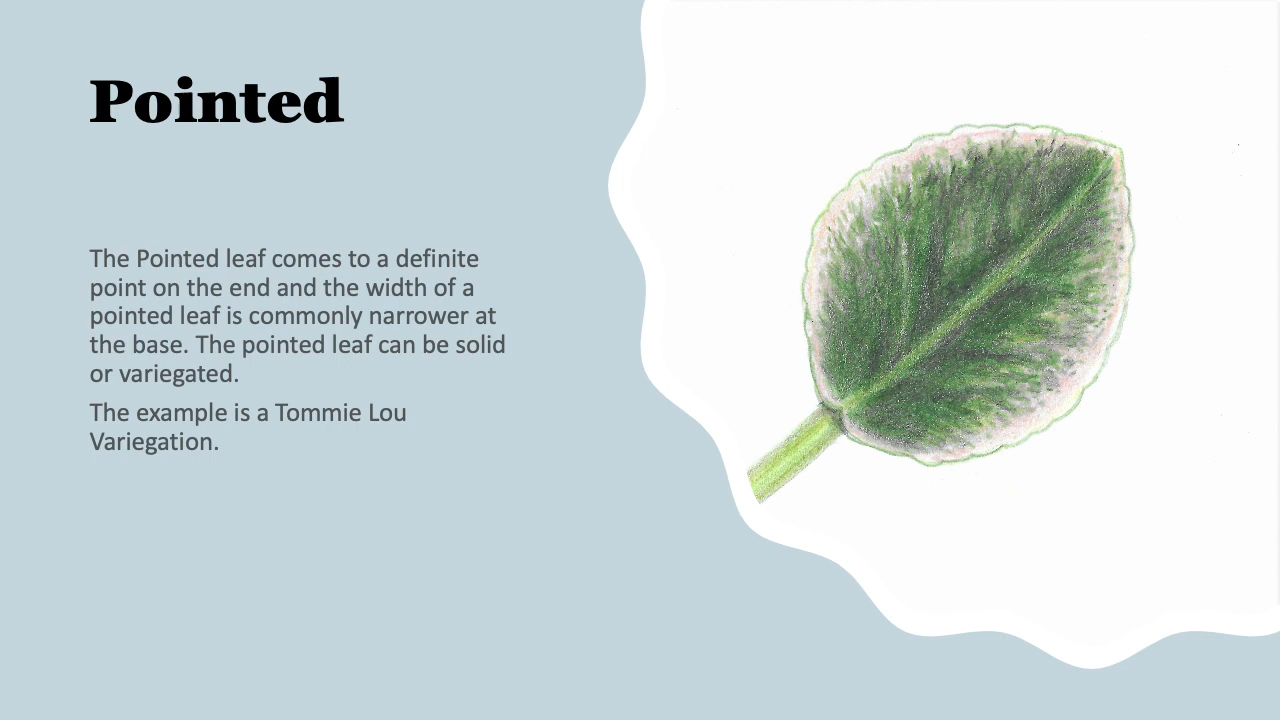 Pointed
The Pointed leaf comes to a definite
point on the end and the width of a
pointed leaf is commonly narrower at
the base. The pointed leaf can be solid
or variegated.
The example is a Tommie Lou
Variegation.